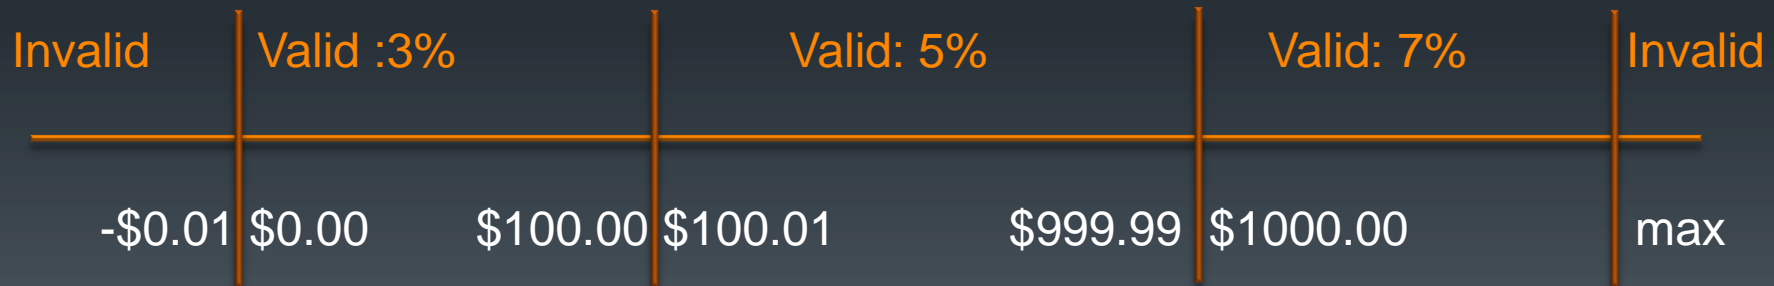 Invalid Valid :3% Valid: 5% Valid: 7% Invalid
-$0.01 $0.00 $100.00 $100.01 $999.99 $1000.00 max